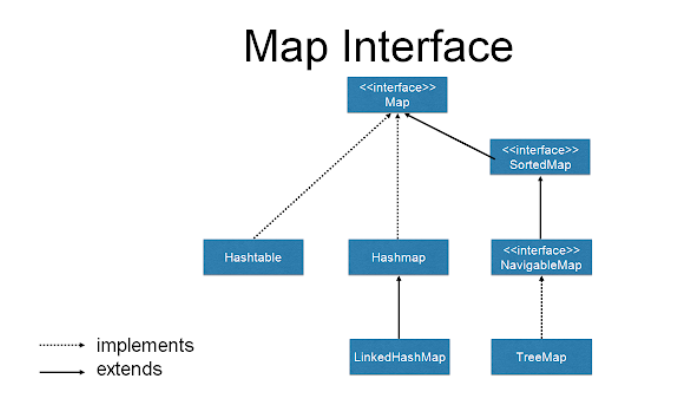 Map Interface
<<interface>>
Map
<<interface>>
SortedMap
Hashtable
Hashmap
<<interface>>
NavigableMap
implements
extends
LinkedHashMap
TreeMap